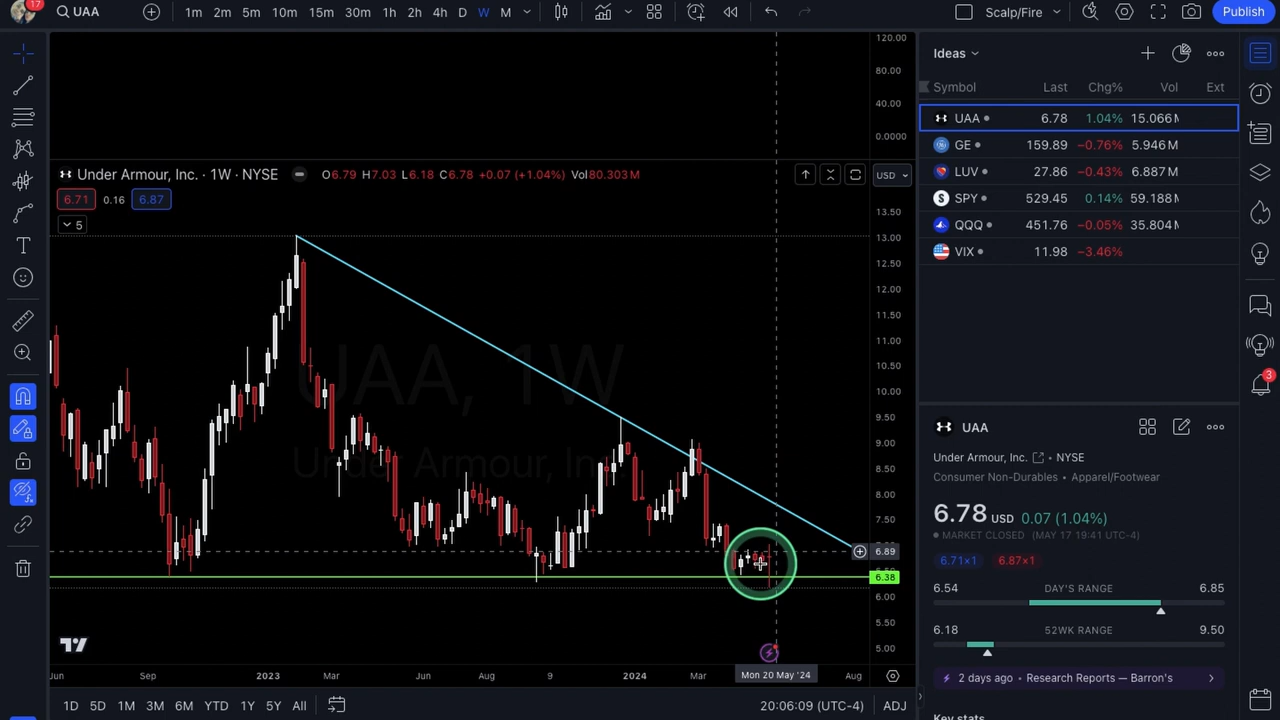 17
UAA
1m 2m 5m 10m 15m 30m 1h 2h 4h D W M
Scalp/Fire
Publish
Ideas
Symbol Last Chg% Vol Ext
UAA 6.78 1.04% 15.066M
GE 159.89 −0.76% 5.946M
LUV 27.86 −0.43% 6.887M
SPY 529.45 0.14% 59.188M
QQQ 451.76 −0.05% 35.804M
VIX 11.98 −3.46%
120.00
80.00
40.00
0.0000
Under Armour, Inc. · 1W · NYSE O6.79 H7.03 L6.18 C6.78 +0.07 (+1.04%) Vol80.303M
USD
6.71 0.16 6.87
5
13.50
13.00
12.50
12.00
11.50
11.00
10.50
10.00
9.50
9.00
8.50
8.00
7.50
6.89
6.38
6.00
5.50
5.00
UAA, 1W
Under Armour, Inc.
Jun Sep 2023 Mar Jun Aug 9 2024 Mar Mon 20 May '24 Aug
1D 5D 1M 3M 6M YTD 1Y 5Y All
20:06:09 (UTC-4) ADJ
UAA
Under Armour, Inc. • NYSE
Consumer Non-Durables • Apparel/Footwear
6.78 USD 0.07 (1.04%)
MARKET CLOSED (MAY 17 19:41 UTC-4)
6.71×1 6.87×1
6.54 DAY'S RANGE 6.85
6.18 52WK RANGE 9.50
2 days ago • Research Reports — Barron's
Key stats
3